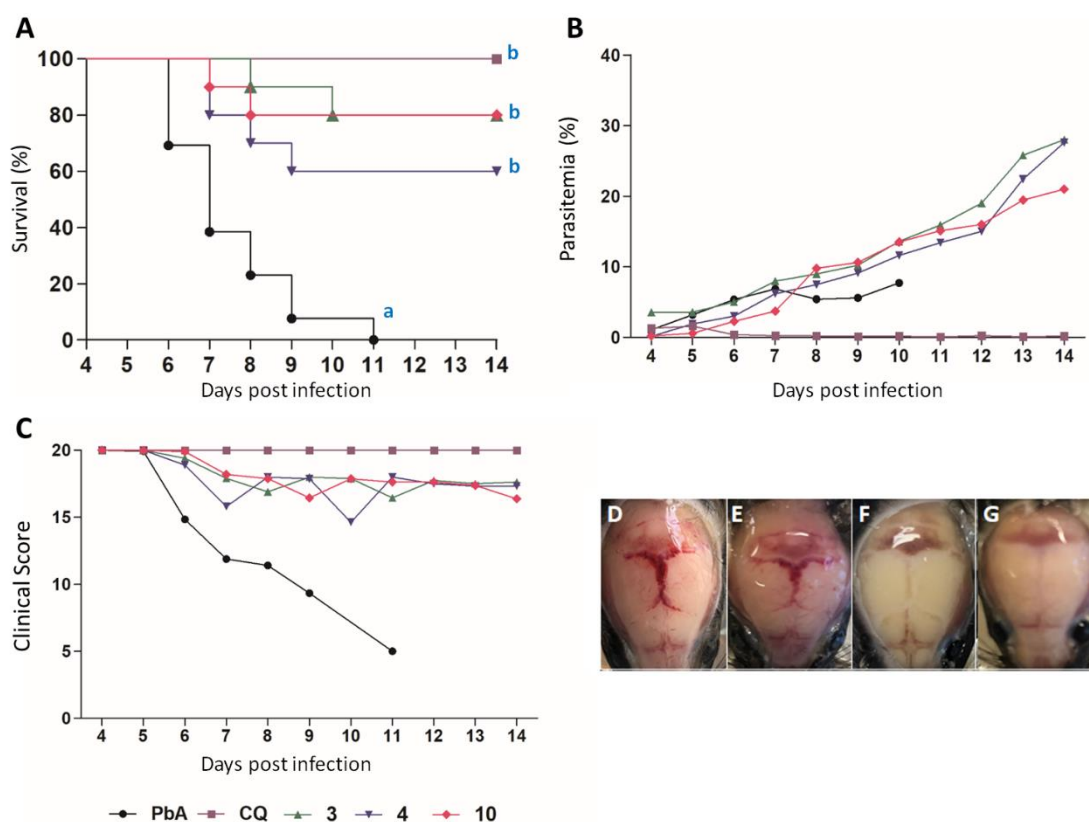 A
Survival (%)
100
80
60
40
20
0
b
b
b
a
4 5 6 7 8 9 10 11 12 13 14
Days post infection
B
Parasitemia (%)
40
30
20
10
0
4 5 6 7 8 9 10 11 12 13 14
Days post infection
C
Clinical Score
20
15
10
5
0
4 5 6 7 8 9 10 11 12 13 14
Days post infection
D E F G
PbA CQ 3 4 10